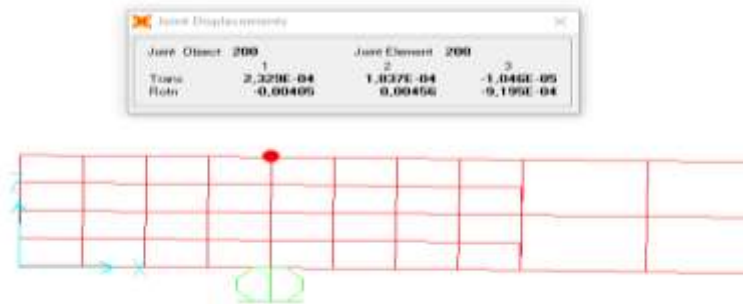 Joint Displacements
Joint Object 200 Joint Element 200
1 2 3
Trans 2,329E-04 1,037E-04 -1,046E-05
Rotn -0,00405 0,00456 -9,195E-04
X